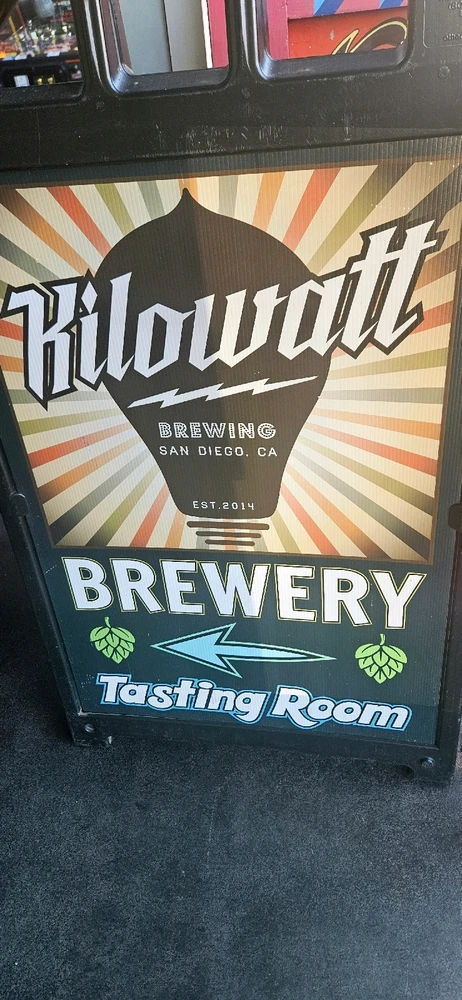 Kilowatt
BREWING
SAN DIEGO, CA
EST.2014
BREWERY
Tasting Room